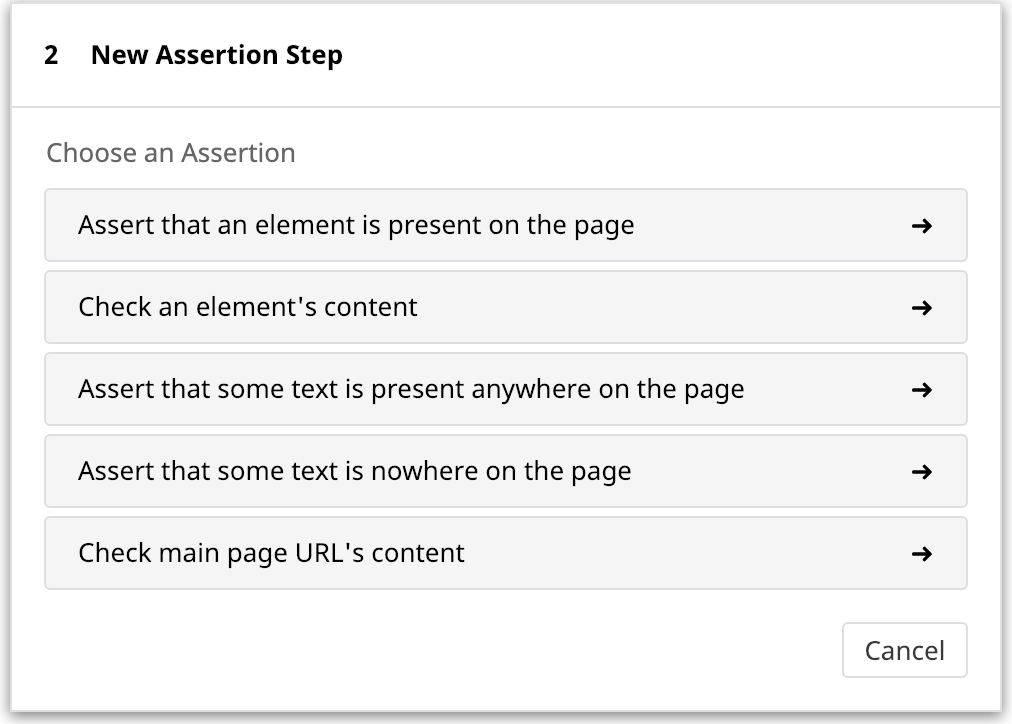 2 New Assertion Step
Choose an Assertion
Assert that an element is present on the page
Check an element's content
Assert that some text is present anywhere on the page
Assert that some text is nowhere on the page
Check main page URL's content
Cancel